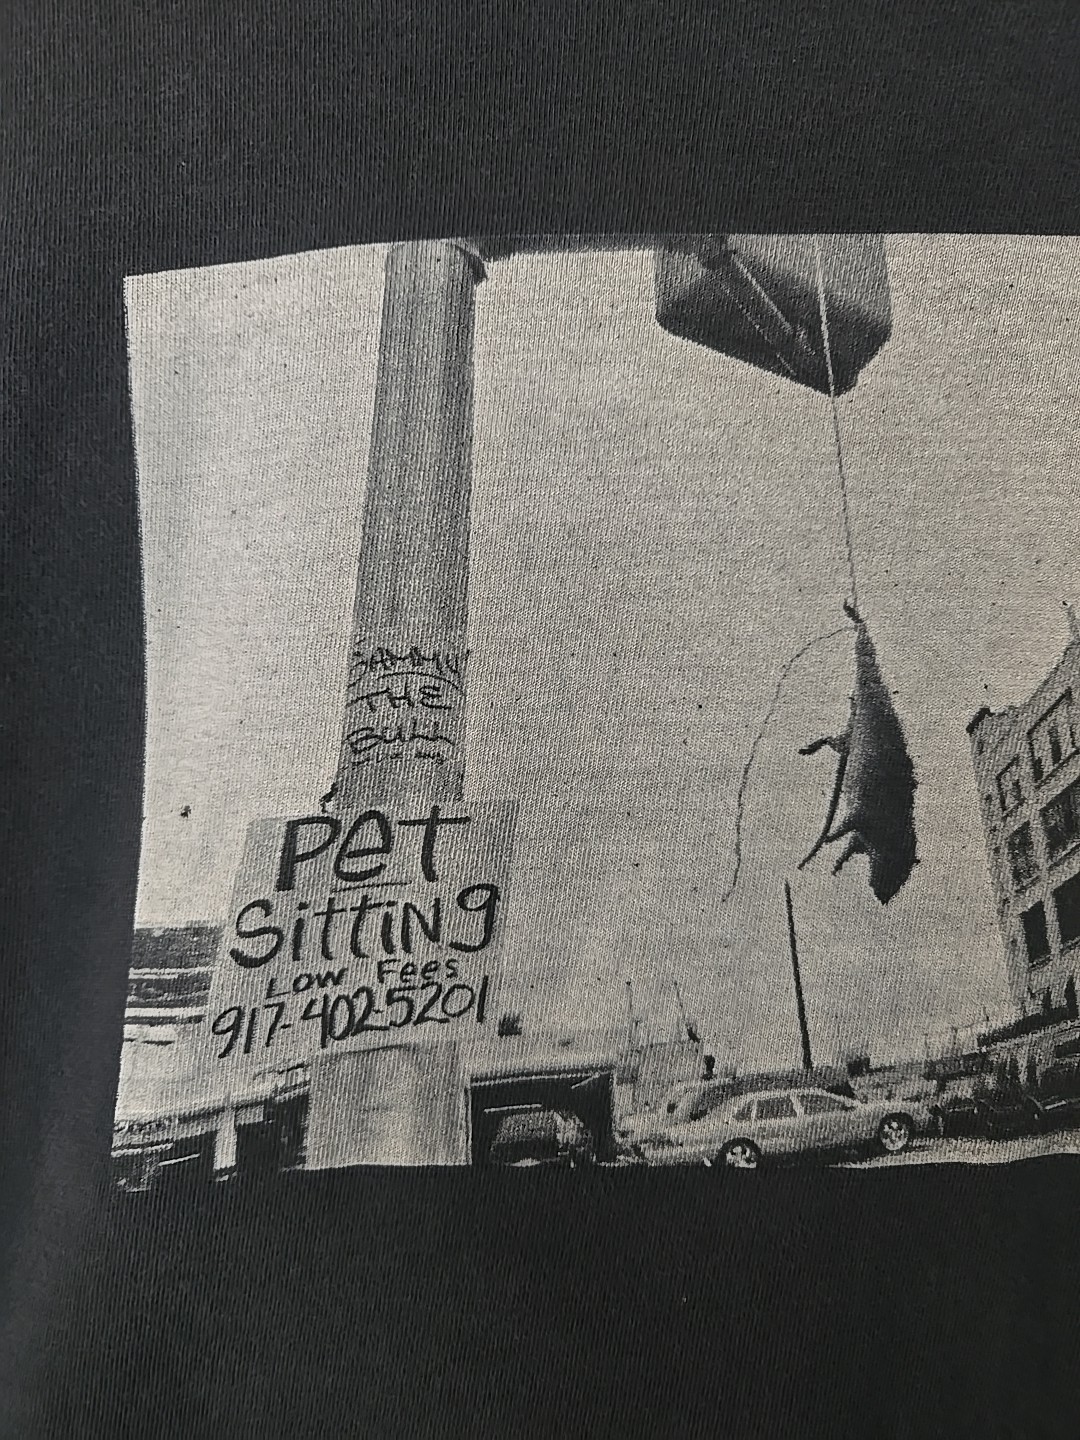 SAMMY
THE
BULL
Pet
SittiNg
Low Fees
917-402-5201